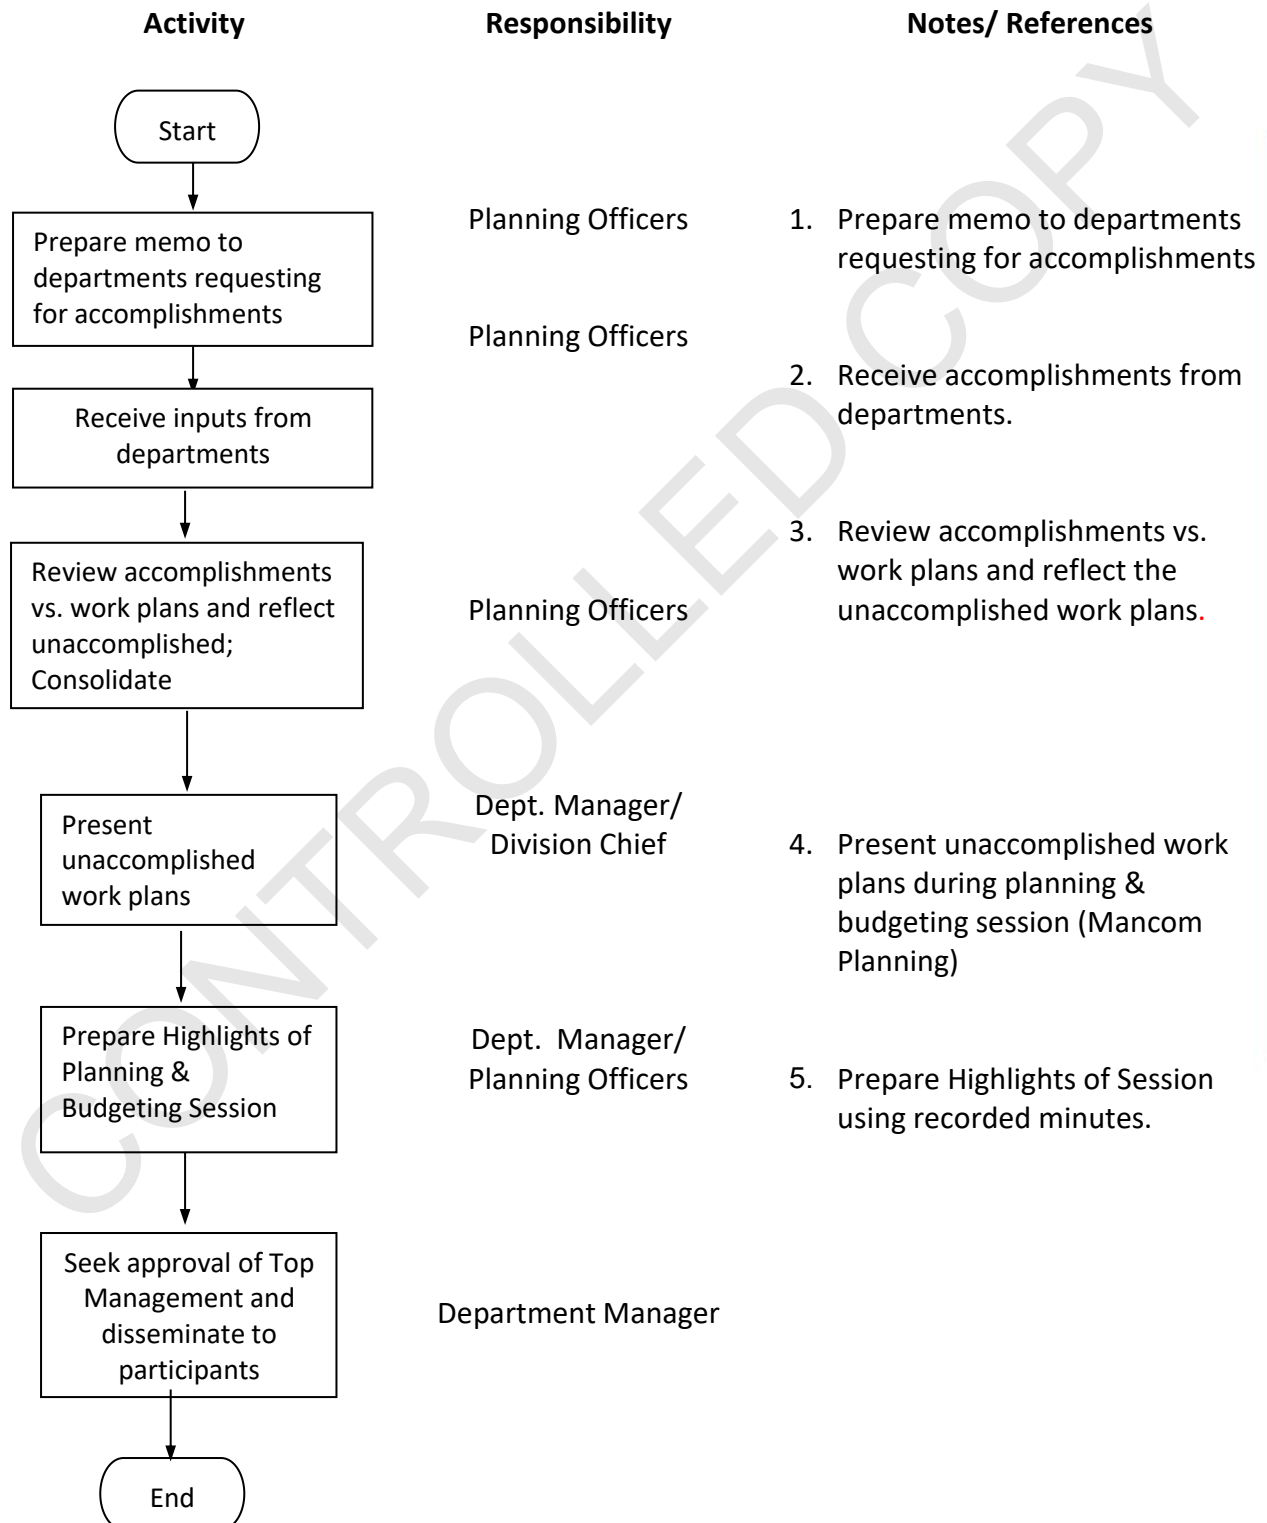 Activity
Responsibility
Notes/ References
Start
Prepare memo to
departments requesting
for accomplishments
Planning Officers
1. Prepare memo to departments
requesting for accomplishments
Planning Officers
Receive inputs from
departments
2. Receive accomplishments from
departments.
Review accomplishments
vs. work plans and reflect
unaccomplished;
Consolidate
Planning Officers
3. Review accomplishments vs.
work plans and reflect the
unaccomplished work plans.
Present
unaccomplished
work plans
Dept. Manager/
Division Chief
4. Present unaccomplished work
plans during planning &
budgeting session (Mancom
Planning)
Prepare Highlights of
Planning &
Budgeting Session
Dept.  Manager/
Planning Officers
5. Prepare Highlights of Session
using recorded minutes.
Seek approval of Top
Management and
disseminate to
participants
Department Manager
End
CONTROLLED COPY